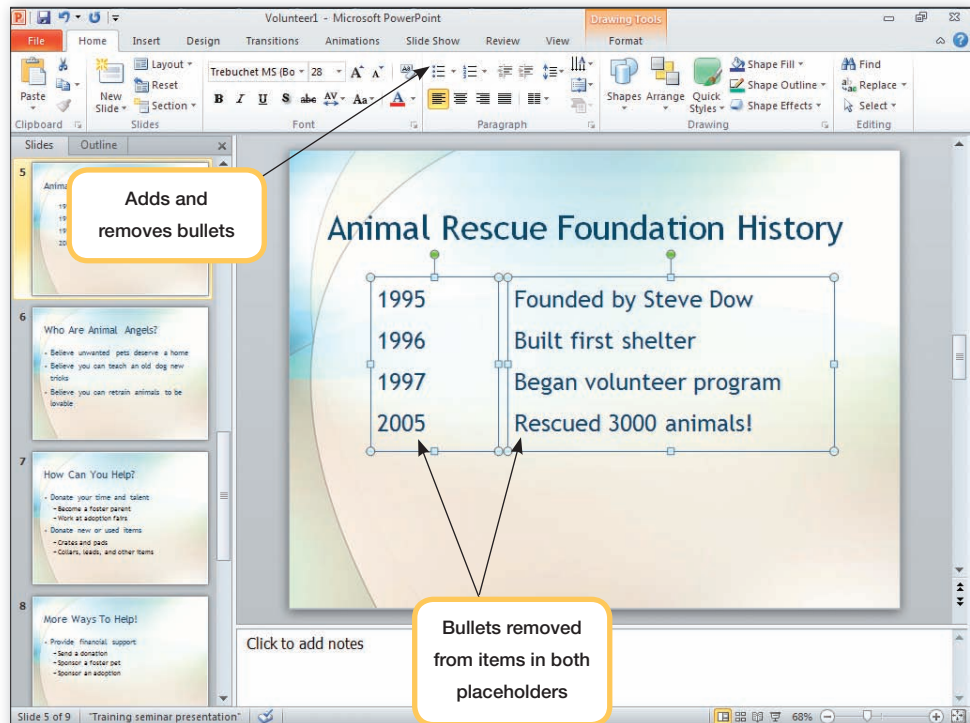 Volunteer1 - Microsoft PowerPoint
Drawing Tools
File Home Insert Design Transitions Animations Slide Show Review View Format
Paste
New
Slide
Layout
Reset
Section
Trebuchet MS (Bo 28
B I U S abc AV Aa A
Shapes Arrange Quick
Styles
Shape Fill
Shape Outline
Shape Effects
Find
Replace
Select
Clipboard Slides Font Paragraph Drawing Editing
Slides Outline
Adds and
removes bullets
5
6
Who Are Animal Angels?
- Believe unwanted pets deserve a home
- Believe you can teach an old dog new
tricks
- Believe you can retrain animals to be
lovable
7
How Can You Help?
- Donate your time and talent
- Become a foster parent
- Work at adoption fairs
- Donate new or used items
- Crates and pads
- Collars, leads, and other items
8
More Ways To Help!
- Provide financial support
- Send a donation
- Sponsor a foster pet
- Sponsor an adoption
Animal Rescue Foundation History
1995 Founded by Steve Dow
1996 Built first shelter
1997 Began volunteer program
2005 Rescued 3000 animals!
Click to add notes
Bullets removed
from items in both
placeholders
Slide 5 of 9 "Training seminar presentation" 68%